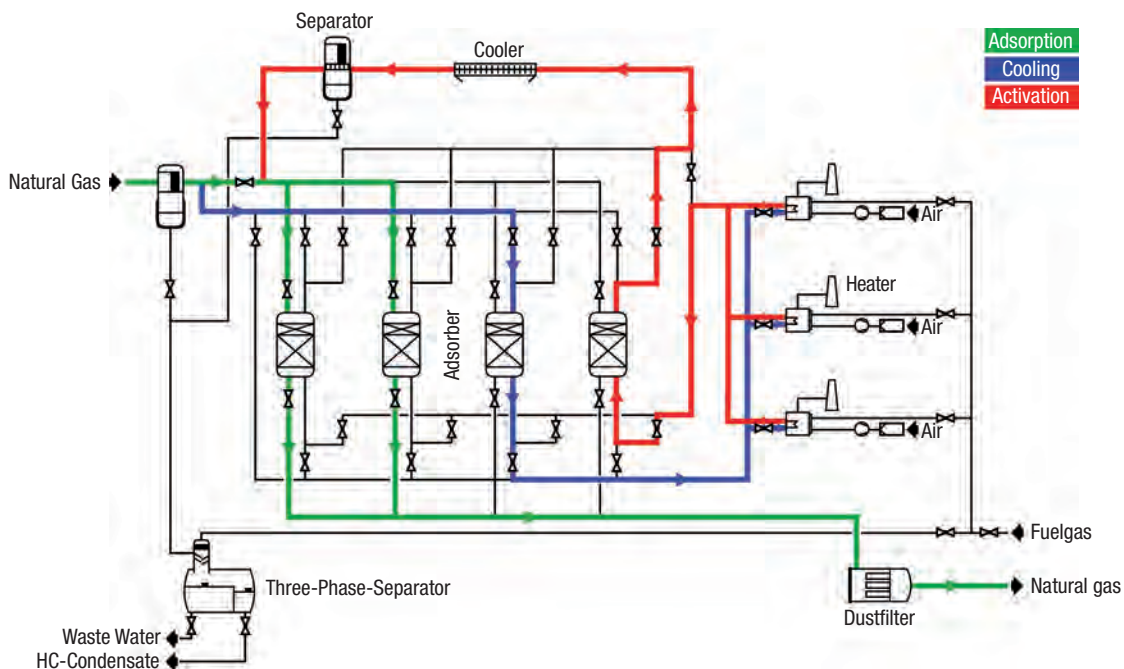 Separator
Cooler
Adsorption
Cooling
Activation
Natural Gas
Air
Heater
Adsorber
Air
Air
Fuelgas
Three-Phase-Separator
Natural gas
Dustfilter
Waste Water
HC-Condensate